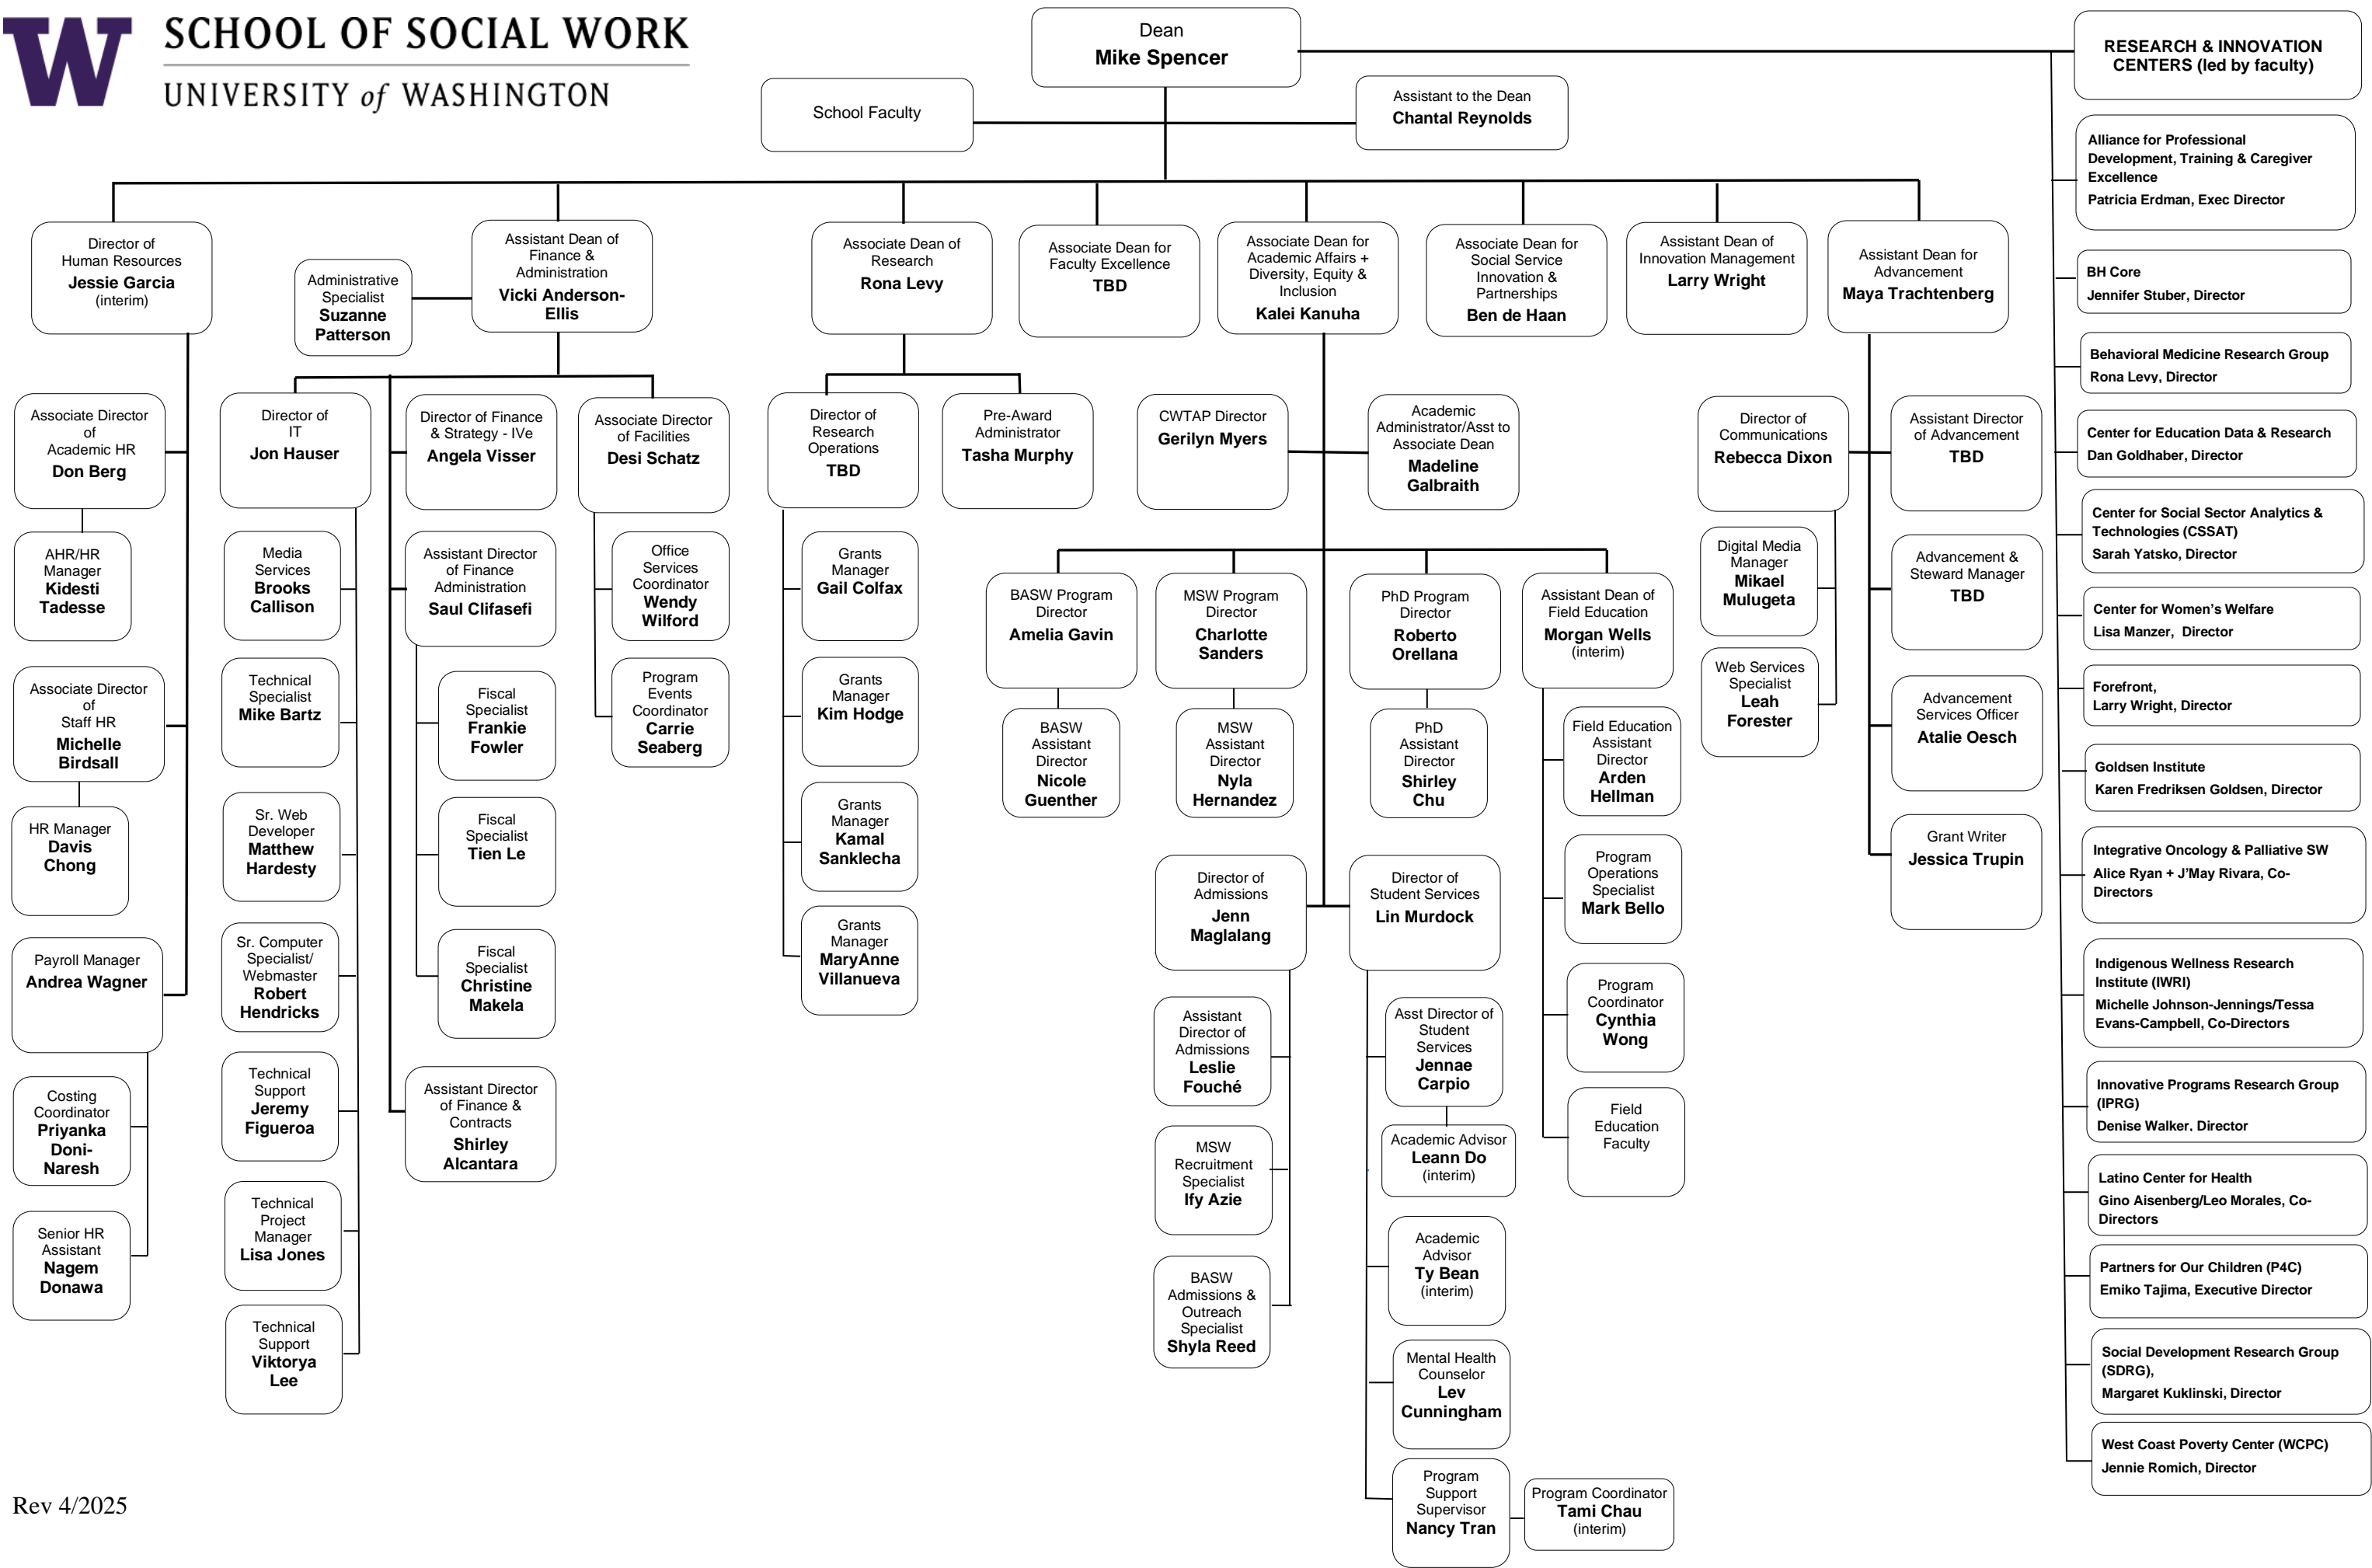 W
SCHOOL OF SOCIAL WORK
UNIVERSITY of WASHINGTON
Dean
Mike Spencer
School Faculty
Assistant to the Dean
Chantal Reynolds
Director of
Human Resources
Jessie Garcia
(interim)
Associate Director
of
Academic HR
Don Berg
AHR/HR
Manager
Kidesti
Tadesse
Associate Director
of
Staff HR
Michelle
Birdsall
HR Manager
Davis
Chong
Payroll Manager
Andrea Wagner
Costing
Coordinator
Priyanka
Doni-
Naresh
Senior HR
Assistant
Nagem
Donawa
Administrative
Specialist
Suzanne
Patterson
Assistant Dean of
Finance &
Administration
Vicki Anderson-
Ellis
Director of
IT
Jon Hauser
Media
Services
Brooks
Callison
Technical
Specialist
Mike Bartz
Sr. Web
Developer
Matthew
Hardesty
Sr. Computer
Specialist/
Webmaster
Robert
Hendricks
Technical
Support
Jeremy
Figueroa
Technical
Project
Manager
Lisa Jones
Technical
Support
Viktorya
Lee
Director of Finance
& Strategy - IVe
Angela Visser
Assistant Director
of Finance
Administration
Saul Clifasefi
Fiscal
Specialist
Frankie
Fowler
Fiscal
Specialist
Tien Le
Fiscal
Specialist
Christine
Makela
Assistant Director
of Finance &
Contracts
Shirley
Alcantara
Associate Director
of Facilities
Desi Schatz
Office
Services
Coordinator
Wendy
Wilford
Program
Events
Coordinator
Carrie
Seaberg
Associate Dean of
Research
Rona Levy
Director of
Research
Operations
TBD
Grants
Manager
Gail Colfax
Grants
Manager
Kim Hodge
Grants
Manager
Kamal
Sanklecha
Grants
Manager
MaryAnne
Villanueva
Pre-Award
Administrator
Tasha Murphy
Associate Dean for
Faculty Excellence
TBD
Associate Dean for
Academic Affairs +
Diversity, Equity &
Inclusion
Kalei Kanuha
CWTAP Director
Gerilyn Myers
Academic
Administrator/Asst to
Associate Dean
Madeline
Galbraith
BASW Program
Director
Amelia Gavin
BASW
Assistant
Director
Nicole
Guenther
MSW Program
Director
Charlotte
Sanders
MSW
Assistant
Director
Nyla
Hernandez
PhD Program
Director
Roberto
Orellana
PhD
Assistant
Director
Shirley
Chu
Assistant Dean of
Field Education
Morgan Wells
(interim)
Field Education
Assistant
Director
Arden
Hellman
Program
Operations
Specialist
Mark Bello
Program
Coordinator
Cynthia
Wong
Field
Education
Faculty
Director of
Admissions
Jenn
Maglalang
Assistant
Director of
Admissions
Leslie
Fouché
MSW
Recruitment
Specialist
Ify Azie
BASW
Admissions &
Outreach
Specialist
Shyla Reed
Director of
Student Services
Lin Murdock
Asst Director of
Student
Services
Jennae
Carpio
Academic Advisor
Leann Do
(interim)
Academic
Advisor
Ty Bean
(interim)
Mental Health
Counselor
Lev
Cunningham
Program
Support
Supervisor
Nancy Tran
Program Coordinator
Tami Chau
(interim)
Associate Dean for
Social Service
Innovation &
Partnerships
Ben de Haan
Assistant Dean of
Innovation Management
Larry Wright
Assistant Dean for
Advancement
Maya Trachtenberg
Director of
Communications
Rebecca Dixon
Digital Media
Manager
Mikael
Mulugeta
Web Services
Specialist
Leah
Forester
Assistant Director
of Advancement
TBD
Advancement &
Steward Manager
TBD
Advancement
Services Officer
Atalie Oesch
Grant Writer
Jessica Trupin
RESEARCH & INNOVATION
CENTERS (led by faculty)
Alliance for Professional
Development, Training & Caregiver
Excellence
Patricia Erdman, Exec Director
BH Core
Jennifer Stuber, Director
Behavioral Medicine Research Group
Rona Levy, Director
Center for Education Data & Research
Dan Goldhaber, Director
Center for Social Sector Analytics &
Technologies (CSSAT)
Sarah Yatsko, Director
Center for Women’s Welfare
Lisa Manzer, Director
Forefront,
Larry Wright, Director
Goldsen Institute
Karen Fredriksen Goldsen, Director
Integrative Oncology & Palliative SW
Alice Ryan + J’May Rivara, Co-
Directors
Indigenous Wellness Research
Institute (IWRI)
Michelle Johnson-Jennings/Tessa
Evans-Campbell, Co-Directors
Innovative Programs Research Group
(IPRG)
Denise Walker, Director
Latino Center for Health
Gino Aisenberg/Leo Morales, Co-
Directors
Partners for Our Children (P4C)
Emiko Tajima, Executive Director
Social Development Research Group
(SDRG),
Margaret Kuklinski, Director
West Coast Poverty Center (WCPC)
Jennie Romich, Director
Rev 4/2025